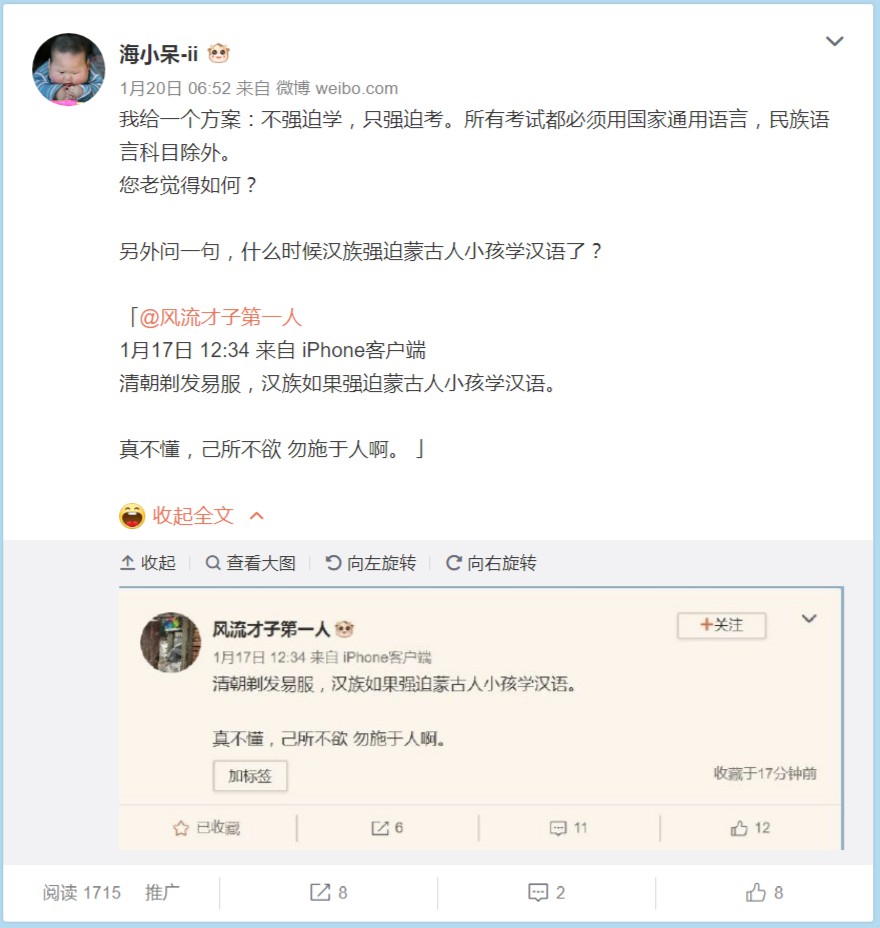 海小呆-ii
1月20日 06:52 来自 微博 weibo.com
我给一个方案：不强迫学，只强迫考。所有考试都必须用国家通用语言，民族语
言科目除外。
您老觉得如何？
另外问一句，什么时候汉族强迫蒙古人小孩学汉语了？
「@风流才子第一人
1月17日 12:34 来自 iPhone客户端
清朝剃发易服，汉族如果强迫蒙古人小孩学汉语。
真不懂，己所不欲 勿施于人啊。 」
收起全文
收起 查看大图 向左旋转 向右旋转
风流才子第一人 +关注
1月17日 12:34 来自 iPhone客户端
清朝剃发易服，汉族如果强迫蒙古人小孩学汉语。
真不懂，己所不欲 勿施于人啊。
加标签 收藏于17分钟前
已收藏 6 11 12
阅读 1715 推广 8 2 8